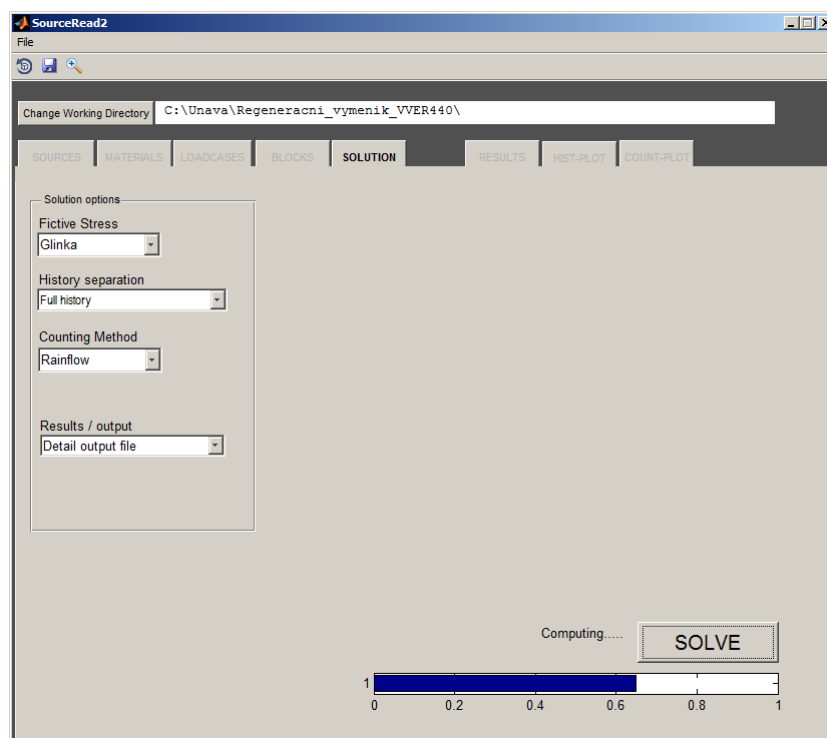 SourceRead2
File
Change Working Directory C:\Unava\Regeneracni_vymenik_VVER440\
SOURCES MATERIALS LOADCASES BLOCKS SOLUTION RESULTS HIST-PLOT COUNT-PLOT
Solution options
Fictive Stress
Glinka
History separation
Full history
Counting Method
Rainflow
Results / output
Detail output file
Computing..... SOLVE
1
0 0.2 0.4 0.6 0.8 1